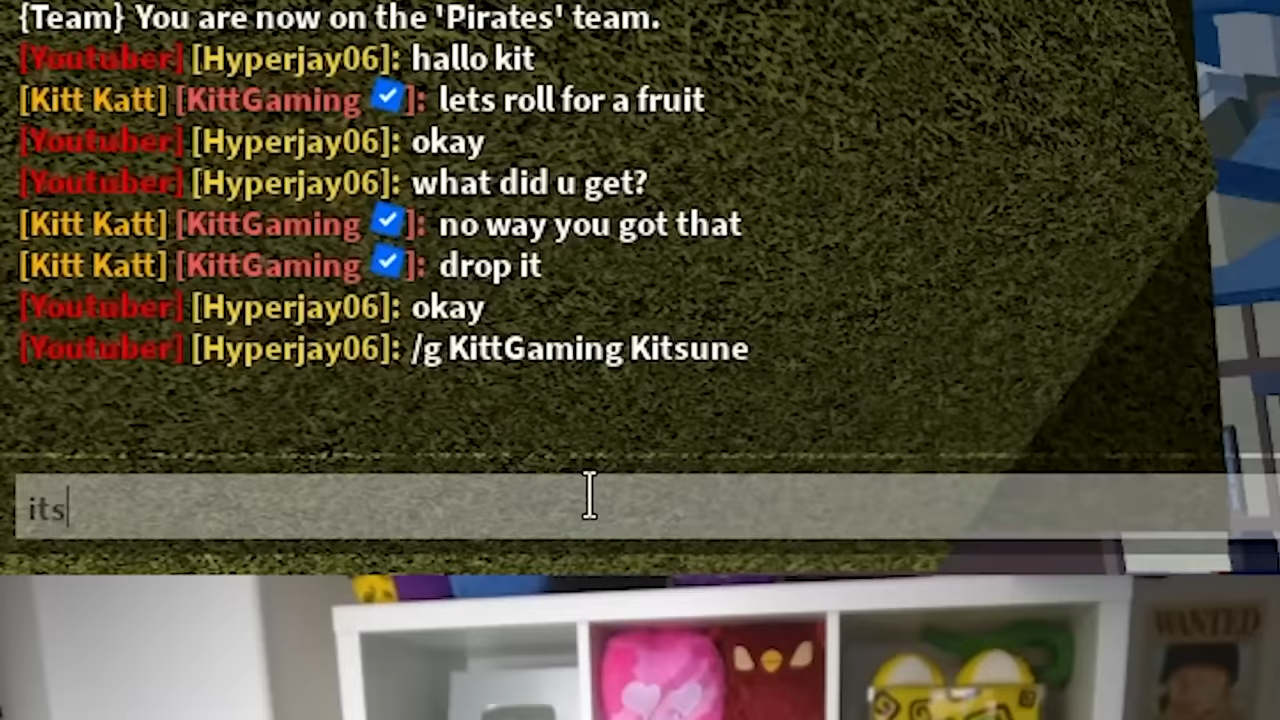 {Team} You are now on the 'Pirates' team.
[Youtuber] [Hyperjay06]: hallo kit
[Kitt Katt] [KittGaming ]: lets roll for a fruit
[Youtuber] [Hyperjay06]: okay
[Youtuber] [Hyperjay06]: what did u get?
[Kitt Katt] [KittGaming ]: no way you got that
[Kitt Katt] [KittGaming ]: drop it
[Youtuber] [Hyperjay06]: okay
[Youtuber] [Hyperjay06]: /g KittGaming Kitsune
its
WANTED